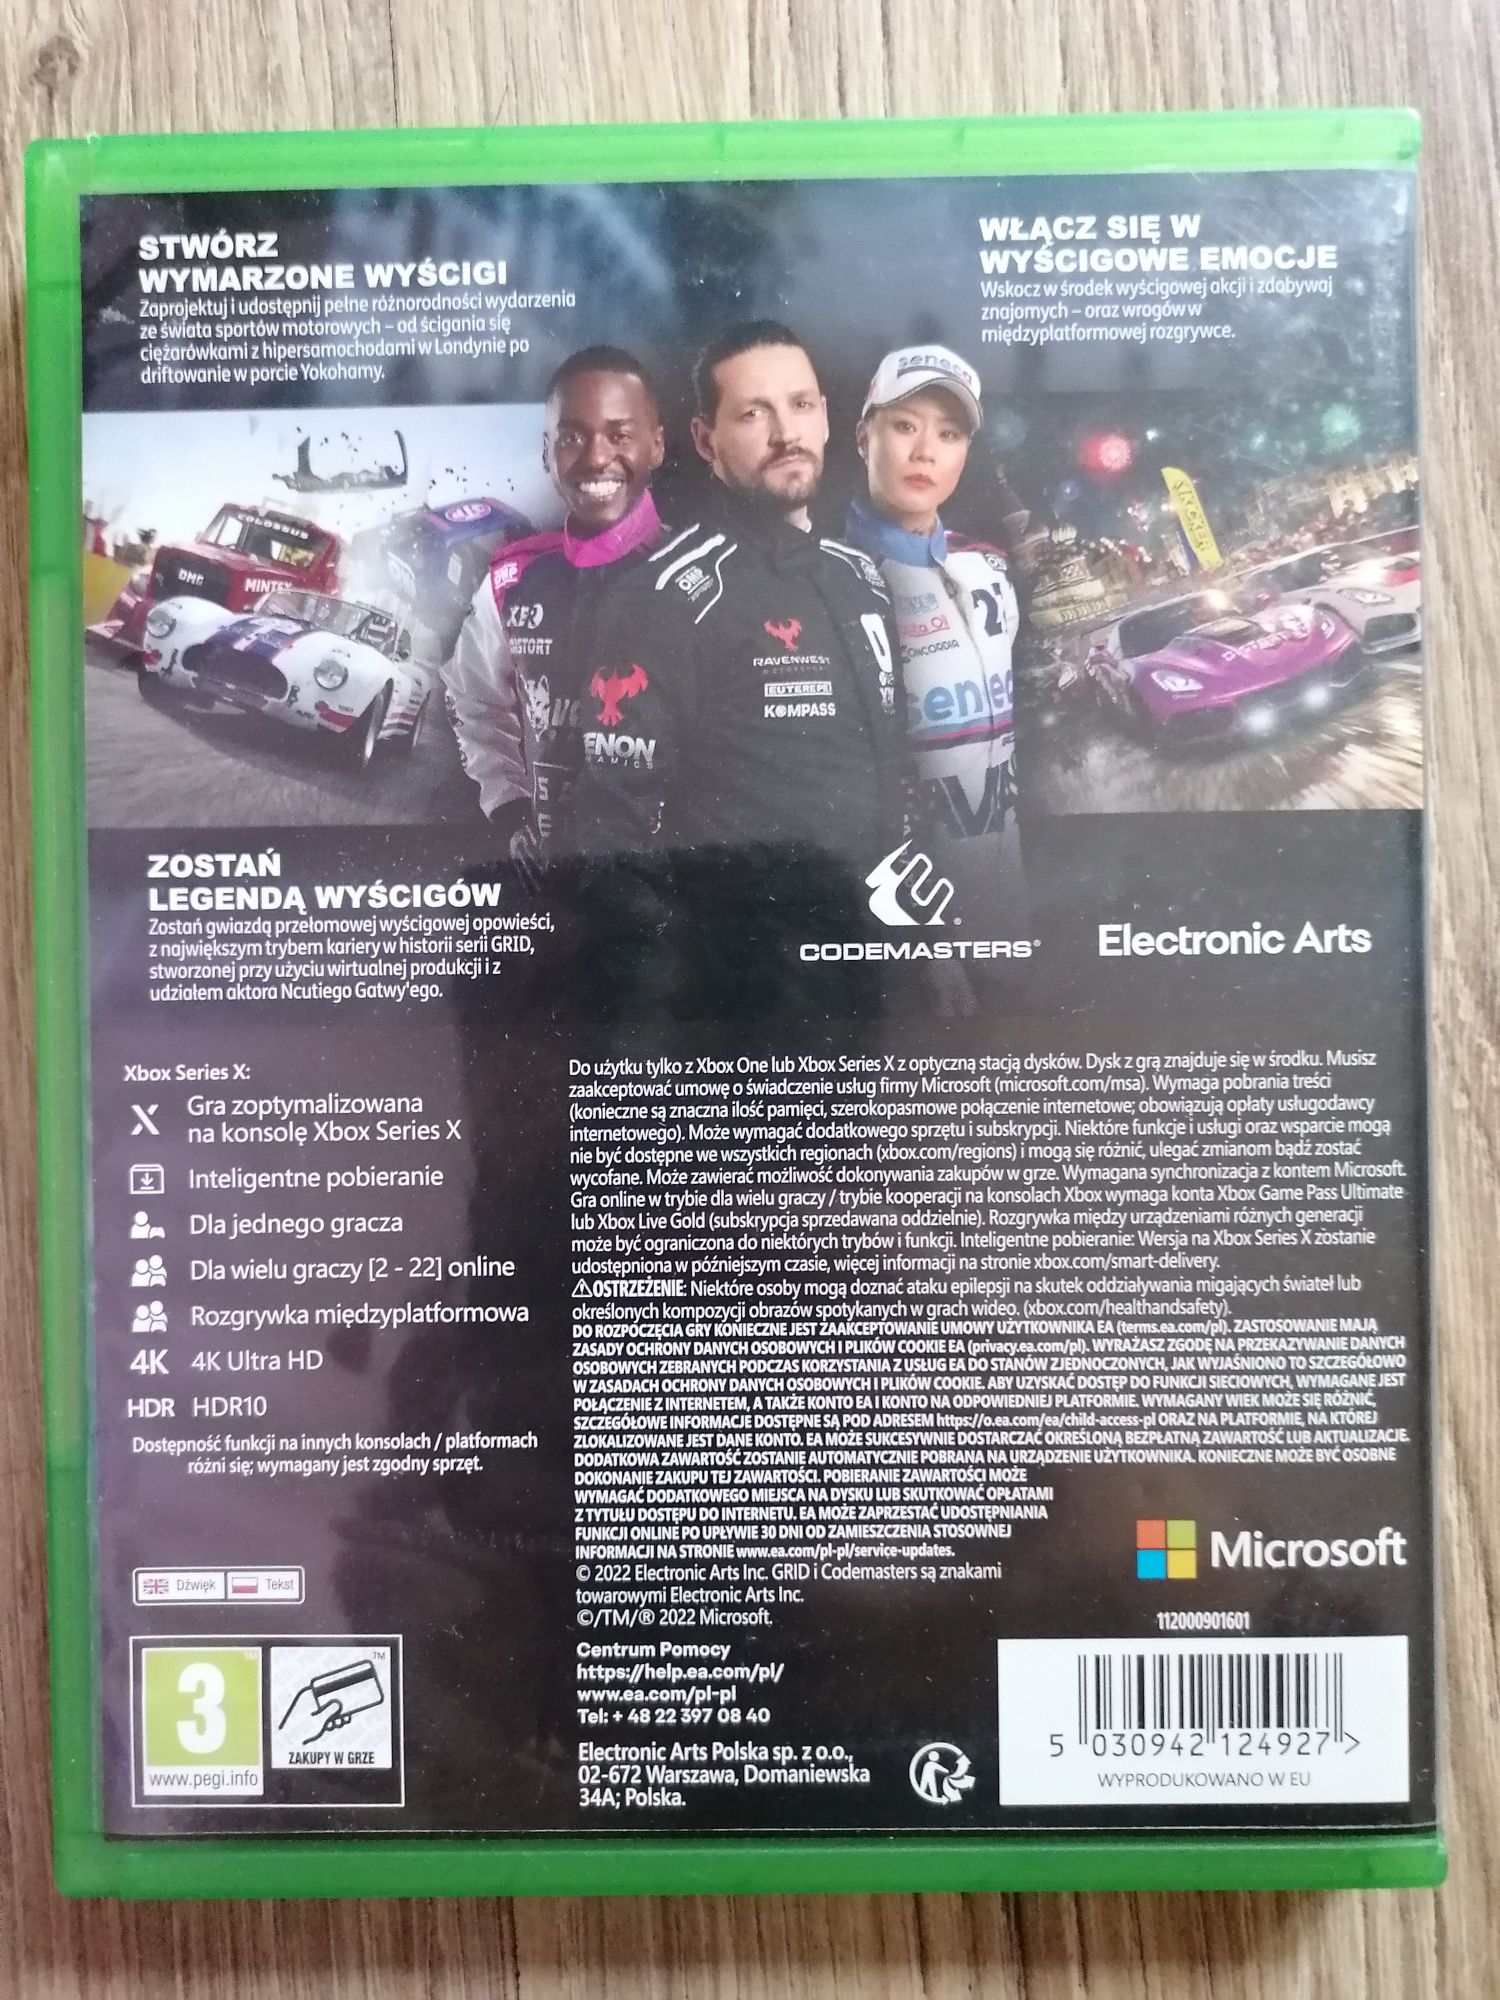 STWÓRZ
WYMARZONE WYŚCIGI
Zaprojektuj i udostępnij pełne różnorodności wydarzenia
ze świata sportów motorowych – od ścigania się
ciężarówkami z hipersamochodami w Londynie po
driftowanie w porcie Yokohamy.
WŁĄCZ SIĘ W
WYŚCIGOWE EMOCJE
Wskocz w środek wyścigowej akcji i zdobywaj
znajomych – oraz wrogów w
międzyplatformowej rozgrywce.
seneca
COLOSSUS
OMP
MINTEX
STP
OMP
XEO
OMP
RAVENWEST
MOTORSPORT
EUTEREPE
KOMPASS
ENON
CONCORDIA
senec
ZOSTAŃ
LEGENDĄ WYŚCIGÓW
Zostań gwiazdą przełomowej wyścigowej opowieści,
z największym trybem kariery w historii serii GRID,
stworzonej przy użyciu wirtualnej produkcji i z
udziałem aktora Ncutiego Gatwy'ego.
CODEMASTERS®
Electronic Arts
Xbox Series X:
X Gra zoptymalizowana
na konsolę Xbox Series X
Inteligentne pobieranie
Dla jednego gracza
Dla wielu graczy [2 - 22] online
Rozgrywka międzyplatformowa
4K 4K Ultra HD
HDR HDR10
Dostępność funkcji na innych konsolach / platformach
różni się; wymagany jest zgodny sprzęt.
Dźwięk Tekst
3
www.pegi.info
ZAKUPY W GRZE
TM
Do użytku tylko z Xbox One lub Xbox Series X z optyczną stacją dysków. Dysk z grą znajduje się w środku. Musisz
zaakceptować umowę o świadczenie usług firmy Microsoft (microsoft.com/msa). Wymaga pobrania treści
(konieczne są znaczna ilość pamięci, szerokopasmowe połączenie internetowe; obowiązują opłaty usługodawcy
internetowego). Może wymagać dodatkowego sprzętu i subskrypcji. Niektóre funkcje i usługi oraz wsparcie mogą
nie być dostępne we wszystkich regionach (xbox.com/regions) i mogą się różnić, ulegać zmianom bądź zostać
wycofane. Może zawierać możliwość dokonywania zakupów w grze. Wymagana synchronizacja z kontem Microsoft.
Gra online w trybie dla wielu graczy / trybie kooperacji na konsolach Xbox wymaga konta Xbox Game Pass Ultimate
lub Xbox Live Gold (subskrypcja sprzedawana oddzielnie). Rozgrywka między urządzeniami różnych generacji
może być ograniczona do niektórych trybów i funkcji. Inteligentne pobieranie: Wersja na Xbox Series X zostanie
udostępniona w późniejszym czasie, więcej informacji na stronie xbox.com/smart-delivery.
⚠OSTRZEŻENIE: Niektóre osoby mogą doznać ataku epilepsji na skutek oddziaływania migających świateł lub
określonych kompozycji obrazów spotykanych w grach wideo. (xbox.com/healthandsafety).
DO ROZPOCZĘCIA GRY KONIECZNE JEST ZAAKCEPTOWANIE UMOWY UŻYTKOWNIKA EA (terms.ea.com/pl). ZASTOSOWANIE MAJĄ
ZASADY OCHRONY DANYCH OSOBOWYCH I PLIKÓW COOKIE EA (privacy.ea.com/pl). WYRAŻASZ ZGODĘ NA PRZEKAZYWANIE DANYCH
OSOBOWYCH ZEBRANYCH PODCZAS KORZYSTANIA Z USŁUG EA DO STANÓW ZJEDNOCZONYCH, JAK WYJAŚNIONO TO SZCZEGÓŁOWO
W ZASADACH OCHRONY DANYCH OSOBOWYCH I PLIKÓW COOKIE. ABY UZYSKAĆ DOSTĘP DO FUNKCJI SIECIOWYCH, WYMAGANE JEST
POŁĄCZENIE Z INTERNETEM, A TAKŻE KONTO EA I KONTO NA ODPOWIEDNIEJ PLATFORMIE. WYMAGANY WIEK MOŻE SIĘ RÓŻNIĆ,
SZCZEGÓŁOWE INFORMACJE DOSTĘPNE SĄ POD ADRESEM https://o.ea.com/ea/child-access-pl ORAZ NA PLATFORMIE, NA KTÓREJ
ZLOKALIZOWANE JEST DANE KONTO. EA MOŻE SUKCESYWNIE DOSTARCZAĆ OKREŚLONĄ BEZPŁATNĄ ZAWARTOŚĆ LUB AKTUALIZACJE.
DODATKOWA ZAWARTOŚĆ ZOSTANIE AUTOMATYCZNIE POBRANA NA URZĄDZENIE UŻYTKOWNIKA. KONIECZNE MOŻE BYĆ OSOBNE
DOKONANIE ZAKUPU TEJ ZAWARTOŚCI. POBIERANIE ZAWARTOŚCI MOŻE
WYMAGAĆ DODATKOWEGO MIEJSCA NA DYSKU LUB SKUTKOWAĆ OPŁATAMI
Z TYTUŁU DOSTĘPU DO INTERNETU. EA MOŻE ZAPRZESTAĆ UDOSTĘPNIANIA
FUNKCJI ONLINE PO UPŁYWIE 30 DNI OD ZAMIESZCZENIA STOSOWNEJ
INFORMACJI NA STRONIE www.ea.com/pl-pl/service-updates.
© 2022 Electronic Arts Inc. GRID i Codemasters są znakami
towarowymi Electronic Arts Inc.
©/TM/® 2022 Microsoft.
Centrum Pomocy
https://help.ea.com/pl/
www.ea.com/pl-pl
Tel: + 48 22 397 08 40
Electronic Arts Polska sp. z o.o.,
02-672 Warszawa, Domaniewska
34A; Polska.
Microsoft
112000901601
5 030942 124927 >
WYPRODUKOWANO W EU